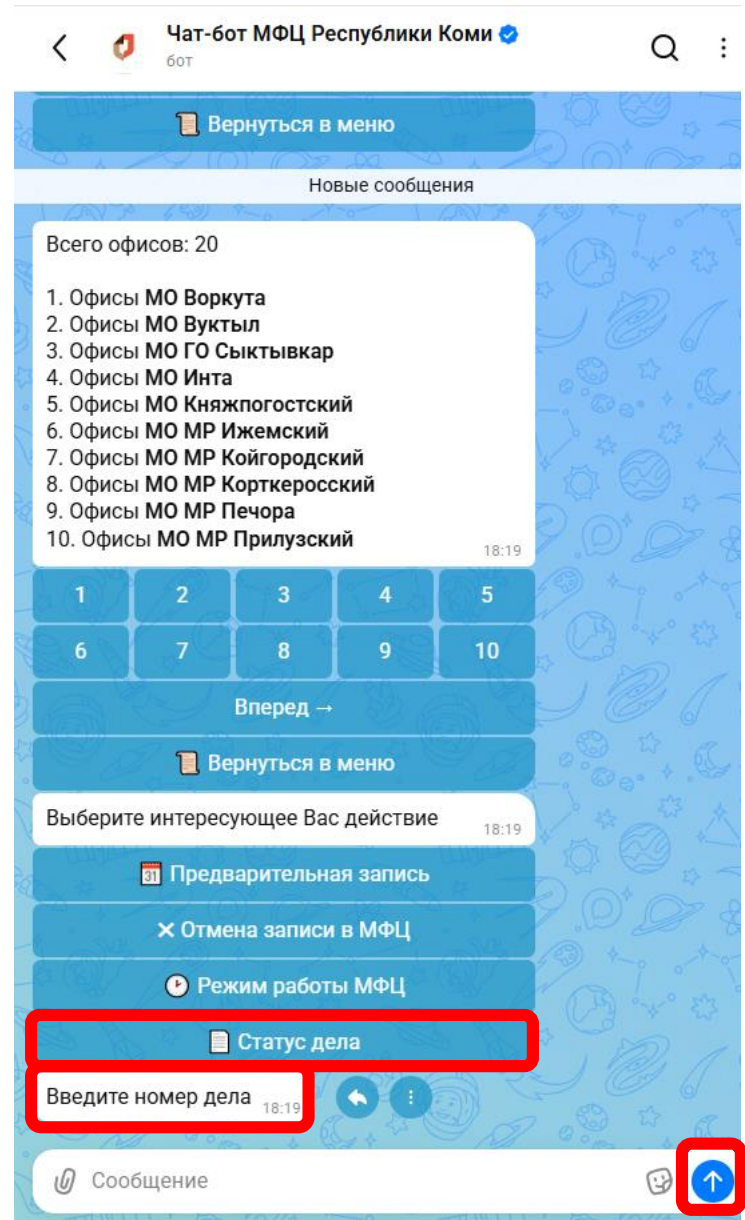 Чат-бот МФЦ Республики Коми
бот
📜 Вернуться в меню
Новые сообщения
Всего офисов: 20
1. Офисы МО Воркута
2. Офисы МО Вуктыл
3. Офисы МО ГО Сыктывкар
4. Офисы МО Инта
5. Офисы МО Княжпогостский
6. Офисы МО МР Ижемский
7. Офисы МО МР Койгородский
8. Офисы МО МР Корткеросский
9. Офисы МО МР Печора
10. Офисы МО МР Прилузский
18:19
1 2 3 4 5
6 7 8 9 10
Вперед →
📜 Вернуться в меню
Выберите интересующее Вас действие 18:19
📅 Предварительная запись
✕ Отмена записи в МФЦ
🕑 Режим работы МФЦ
📄 Статус дела
Введите номер дела 18:19
Сообщение